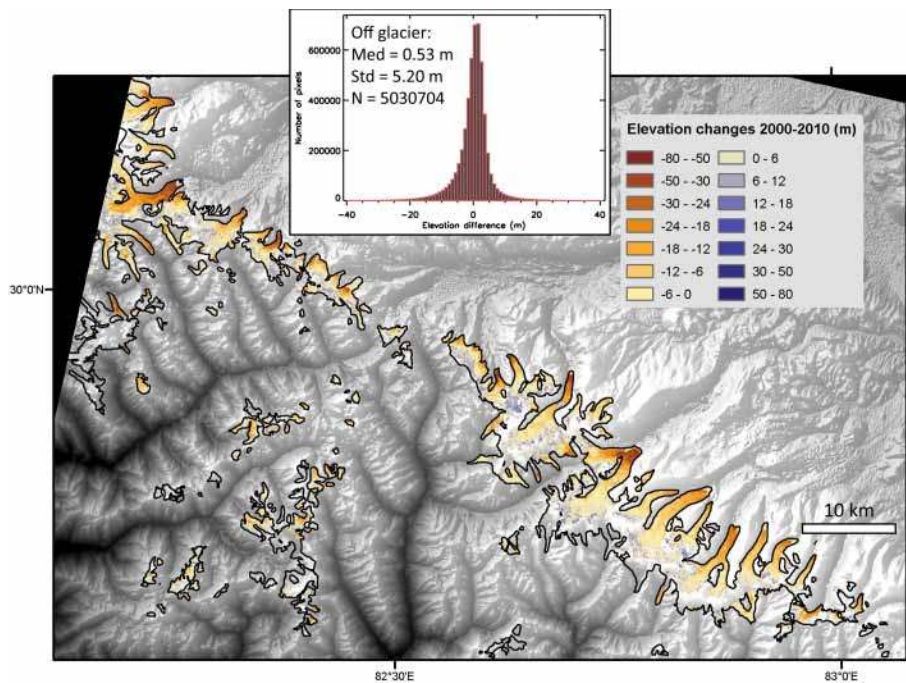 Off glacier:
Med = 0.53 m
Std = 5.20 m
N = 5030704
Number of pixels
600000
400000
200000
0
-40
-20
0
20
40
Elevation difference (m)
Elevation changes 2000-2010 (m)
-80 - -50
0 - 6
-50 - -30
6 - 12
-30 - -24
12 - 18
-24 - -18
18 - 24
-18 - -12
24 - 30
-12 - -6
30 - 50
-6 - 0
50 - 80
30°0'N
10 km
82°30'E
83°0'E